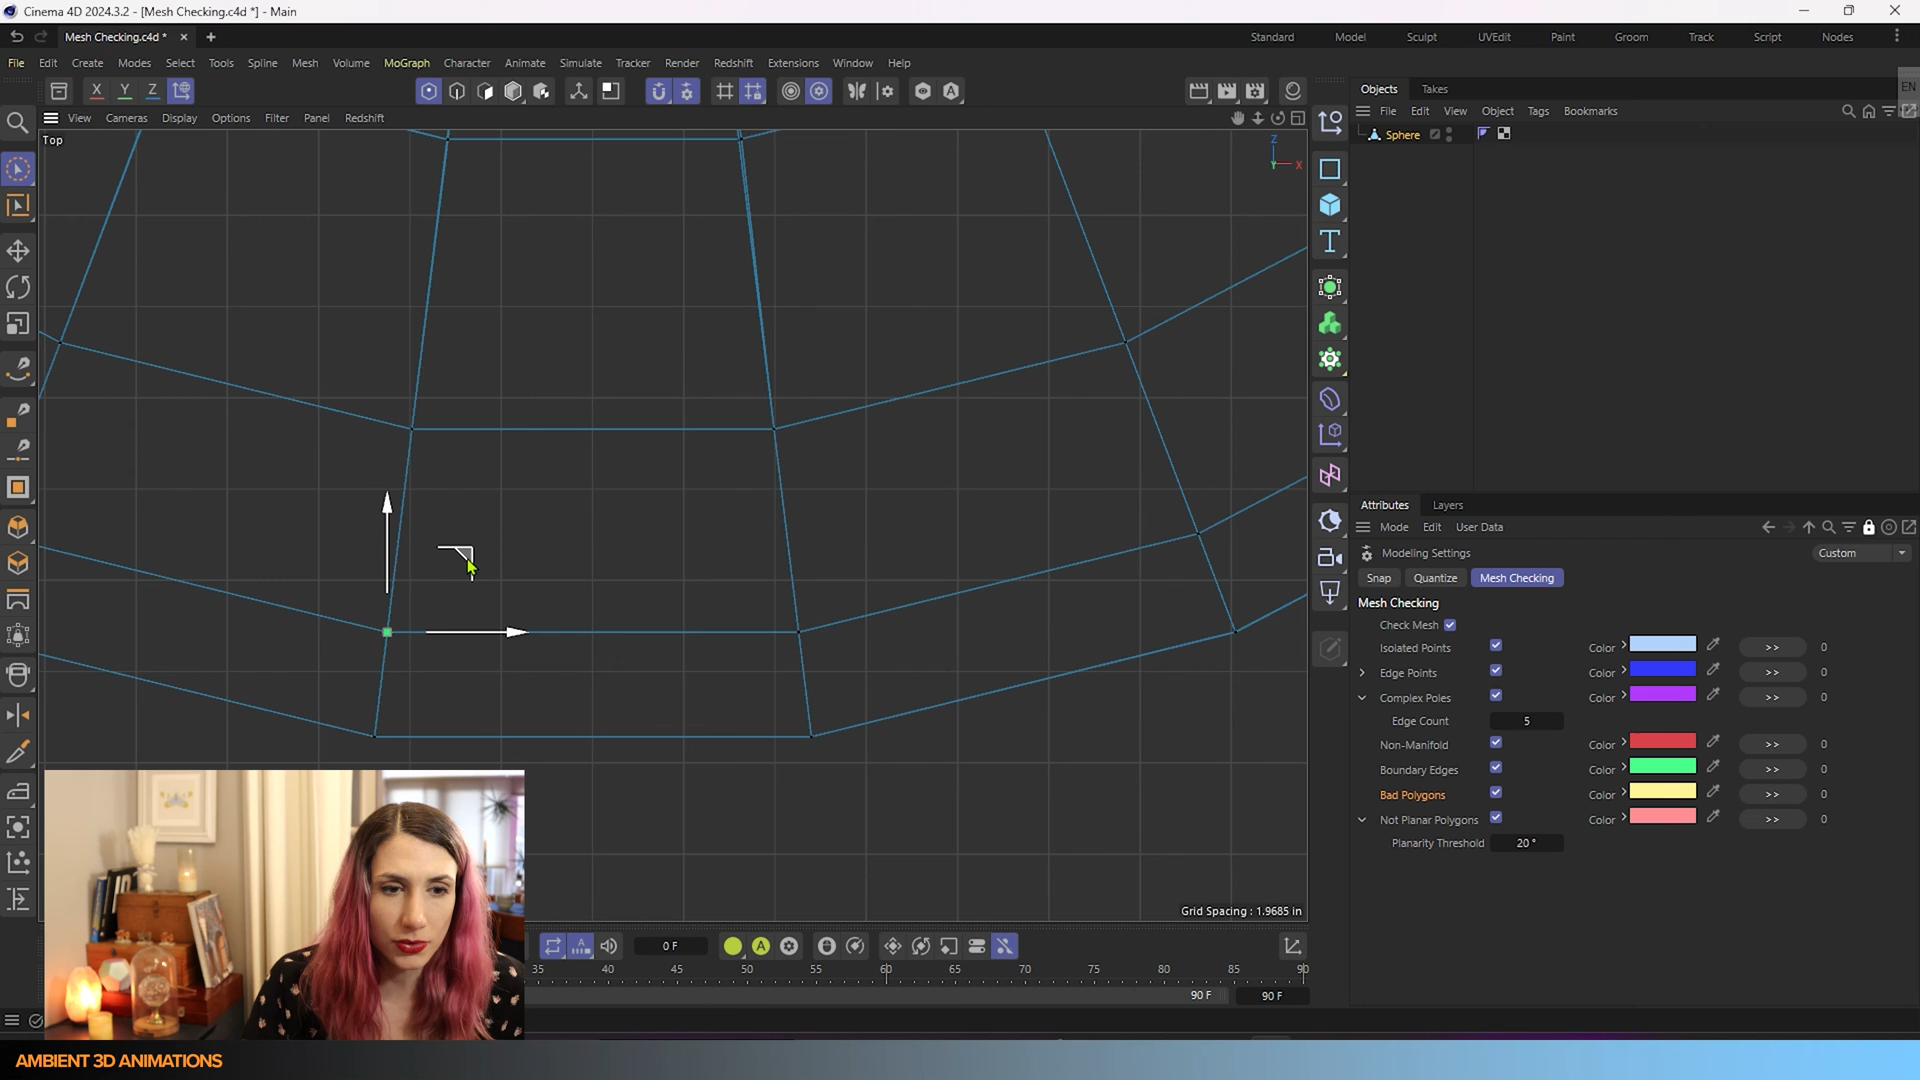 Cinema 4D 2024.3.2 - [Mesh Checking.c4d *] - Main
Mesh Checking.c4d *
Standard Model Sculpt UVEdit Paint Groom Track Script Nodes
File Edit Create Modes Select Tools Spline Mesh Volume MoGraph Character Animate Simulate Tracker Render Redshift Extensions Window Help
X Y Z
Objects Takes
EN
File Edit View Object Tags Bookmarks
View Cameras Display Options Filter Panel Redshift
Sphere
Top
Z
Y X
Grid Spacing : 1.9685 in
Attributes Layers
Mode Edit User Data
Modeling Settings Custom
Snap Quantize Mesh Checking
Mesh Checking
Check Mesh
Isolated Points Color >> 0
Edge Points Color >> 0
Complex Poles Color >> 0
Edge Count 5
Non-Manifold Color >> 0
Boundary Edges Color >> 0
Bad Polygons Color >> 0
Not Planar Polygons Color >> 0
Planarity Threshold 20 °
0 F
35 40 45 50 55 60 65 70 75 80 85 90
90 F 90 F
AMBIENT 3D ANIMATIONS